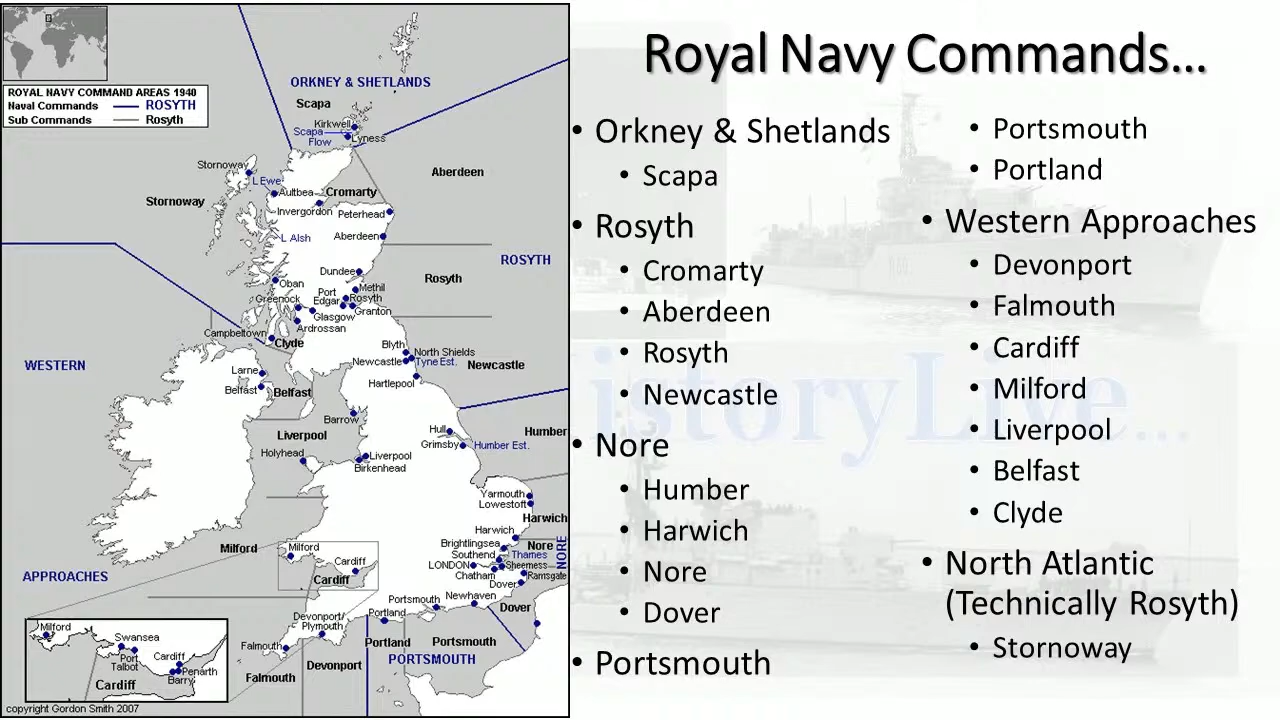 ROYAL NAVY COMMAND AREAS 1940
Naval Commands ROSYTH
Sub Commands Rosyth
ORKNEY & SHETLANDS
Scapa
Kirkwell
Scapa
Flow
Lyness
Stornoway
L Ewe
Aultbea
Cromarty
Aberdeen
Stornoway
Invergordon
Peterhead
L Alsh
Aberdeen
ROSYTH
Dundee
Oban
Methil
Rosyth
Port
Edgar
Rosyth
Greenock
Granton
Glasgow
Ardrossan
Campbeltown
Clyde
Blyth
North Shields
Newcastle
Tyne Est.
Newcastle
WESTERN
Larne
Hartlepool
Belfast
Belfast
Barrow
Hull
Humber
Liverpool
Grimsby
Humber Est.
Holyhead
Liverpool
Birkenhead
Yarmouth
Lowestoft
Harwich
Harwich
Brightlingsea
Nore
Milford
Milford
Southend
Thames
NORE
Cardiff
LONDON
Sheerness
APPROACHES
Cardiff
Chatham
Ramsgate
Dover
Newhaven
Portsmouth
Dover
Devonport/
Plymouth
Portland
Milford
Swansea
Falmouth
Portland
Portsmouth
Port
Talbot
Cardiff
PORTSMOUTH
Penarth
Barry
Cardiff
Falmouth
Devonport
copyright Gordon Smith 2007
Royal Navy Commands...
• Orkney & Shetlands
• Scapa
• Rosyth
• Cromarty
• Aberdeen
• Rosyth
• Newcastle
• Nore
• Humber
• Harwich
• Nore
• Dover
• Portsmouth
• Portsmouth
• Portland
• Western Approaches
• Devonport
• Falmouth
• Cardiff
• Milford
• Liverpool
• Belfast
• Clyde
• North Atlantic
(Technically Rosyth)
• Stornoway